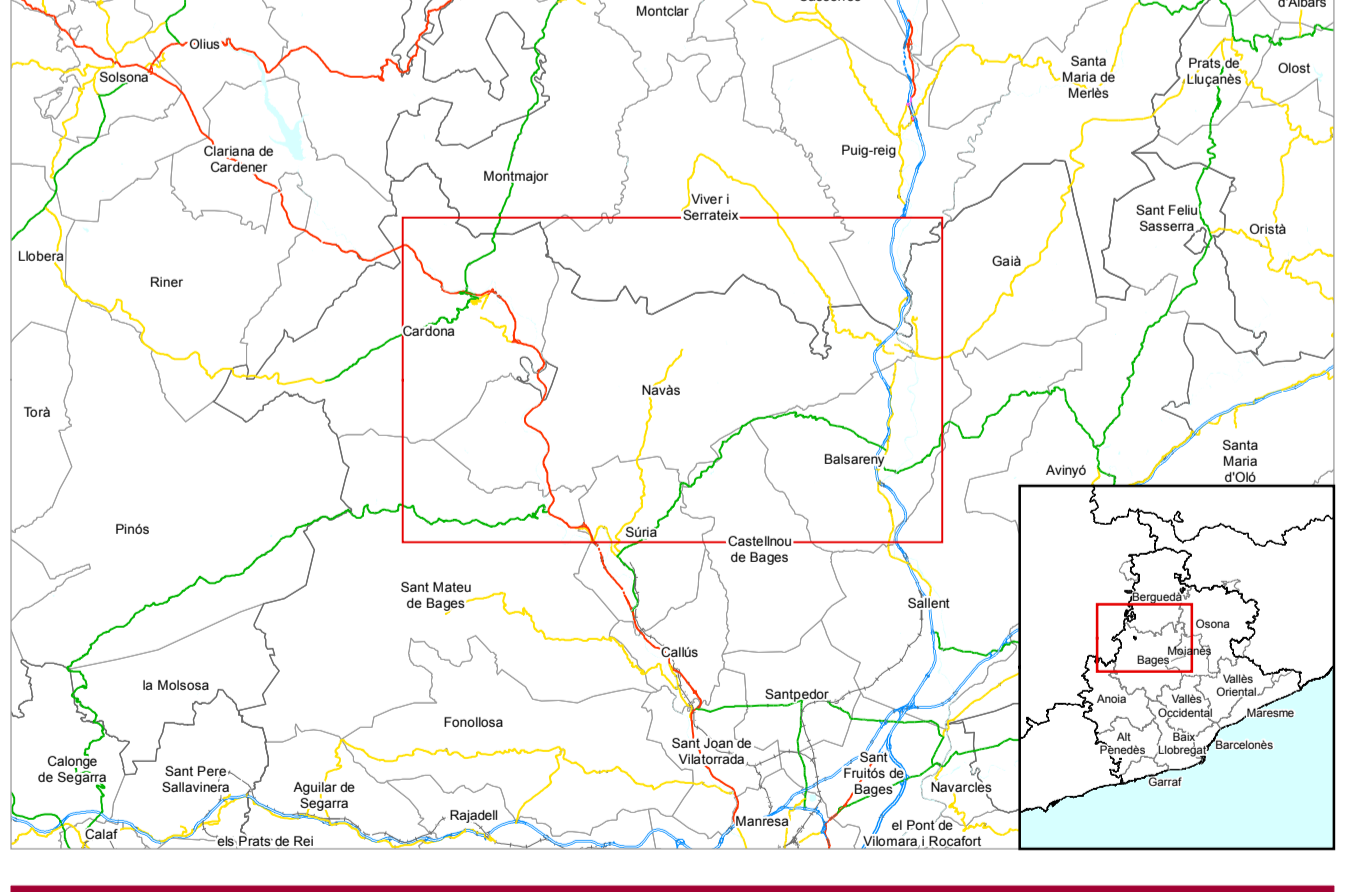 Montclar
d'Albars
Olius
Solsona
Santa
Maria de
Merlès
Prats de
Lluçanès
Olost
Clariana de
Cardener
Puig-reig
Montmajor
Viver i
Serrateix
Sant Feliu
Sasserra
Oristà
Llobera
Riner
Gaià
Cardona
Navàs
Torà
Balsareny
Avinyó
Santa
Maria
d'Oló
Pinós
Súria
Castellnou
de Bages
Sant Mateu
de Bages
Sallent
Callús
la Molsosa
Santpedor
Fonollosa
Sant Joan de
Vilatorrada
Calonge
de Segarra
Sant Pere
Sallavinera
Aguilar de
Segarra
Sant
Fruitós de
Bages
Navarcles
Rajadell
Manresa
Calaf
els Prats de Rei
el Pont de
Vilomara i Rocafort
Berguedà
Osona
Mojanès
Bages
Anoia
Vallès
Oriental
Vallès
Occidental
Maresme
Alt
Penedès
Baix
Llobregat
Barcelonès
Garraf